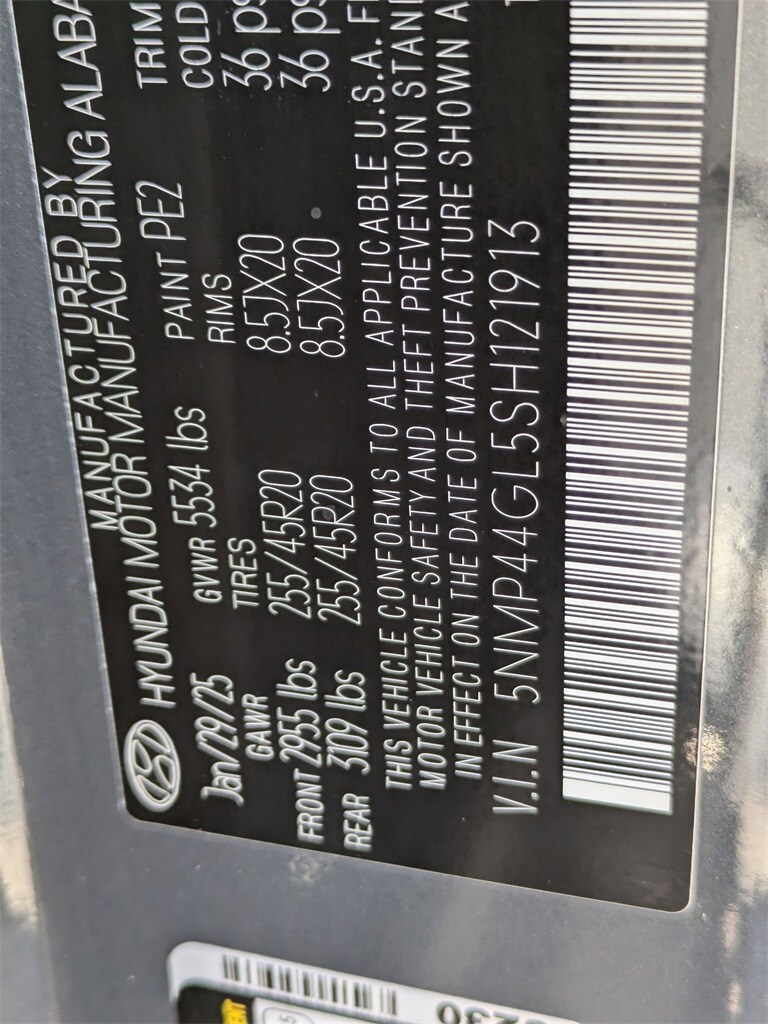 MANUFACTURED BY
HYUNDAI MOTOR MANUFACTURING ALABA
Jan/29/25 GVWR 5534 lbs PAINT PE2 TRIM
GAWR TIRES RIMS COLD
FRONT 2955 lbs 255/45R20 8.5JX20 36 ps
REAR 3109 lbs 255/45R20 8.5JX20 36 ps
THIS VEHICLE CONFORMS TO ALL APPLICABLE U.S.A. F
MOTOR VEHICLE SAFETY AND THEFT PREVENTION STAN
IN EFFECT ON THE DATE OF MANUFACTURE SHOWN A
V.I.N 5NMP44GL5SH121913
230